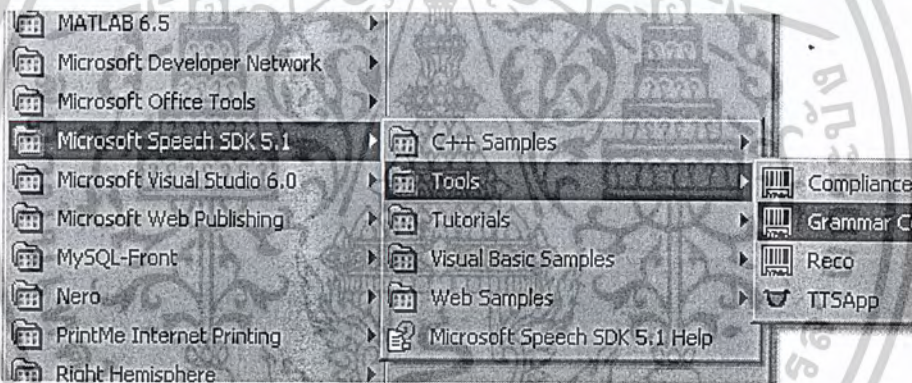 MATLAB 6.5
Microsoft Developer Network
Microsoft Office Tools
Microsoft Speech SDK 5.1
Microsoft Visual Studio 6.0
Microsoft Web Publishing
MySQL-Front
Nero
PrintMe Internet Printing
Right Hemisphere
C++ Samples
Tools
Tutorials
Visual Basic Samples
Web Samples
Microsoft Speech SDK 5.1 Help
Compliance
Grammar C
Reco
TTSApp